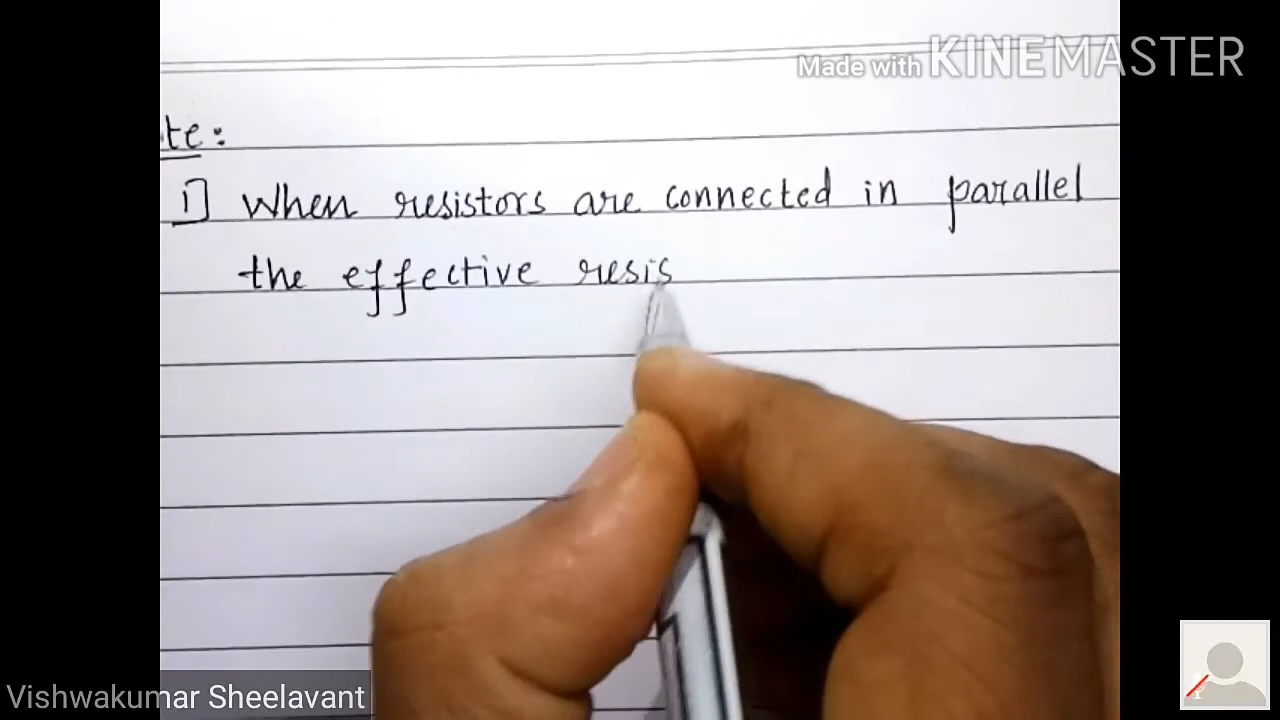 Made with KINEMASTER
te:
1] When resistors are connected in parallel
the effective resis
Vishwakumar Sheelavant